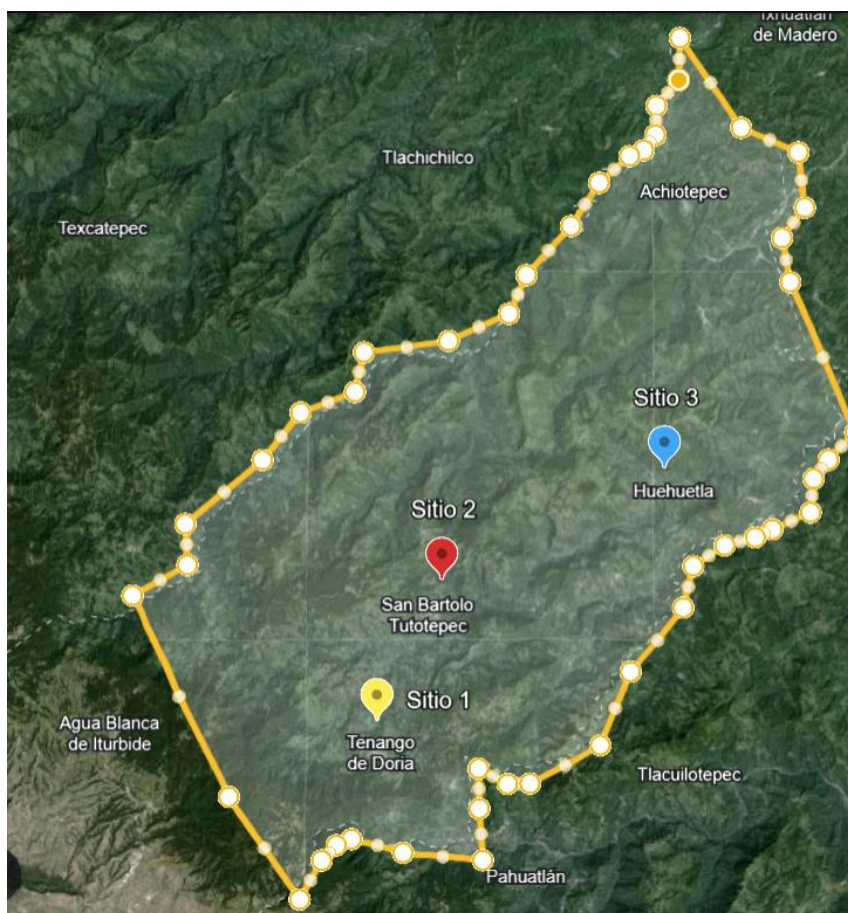 Ixhuatlán
de Madero
Tlachichilco
Achiotepec
Texcatepec
Sitio 3
Huehuetla
Sitio 2
San Bartolo
Tutotepec
Sitio 1
Agua Blanca
de Iturbide
Tenango
de Doria
Tlacuilotepec
Pahuatlán